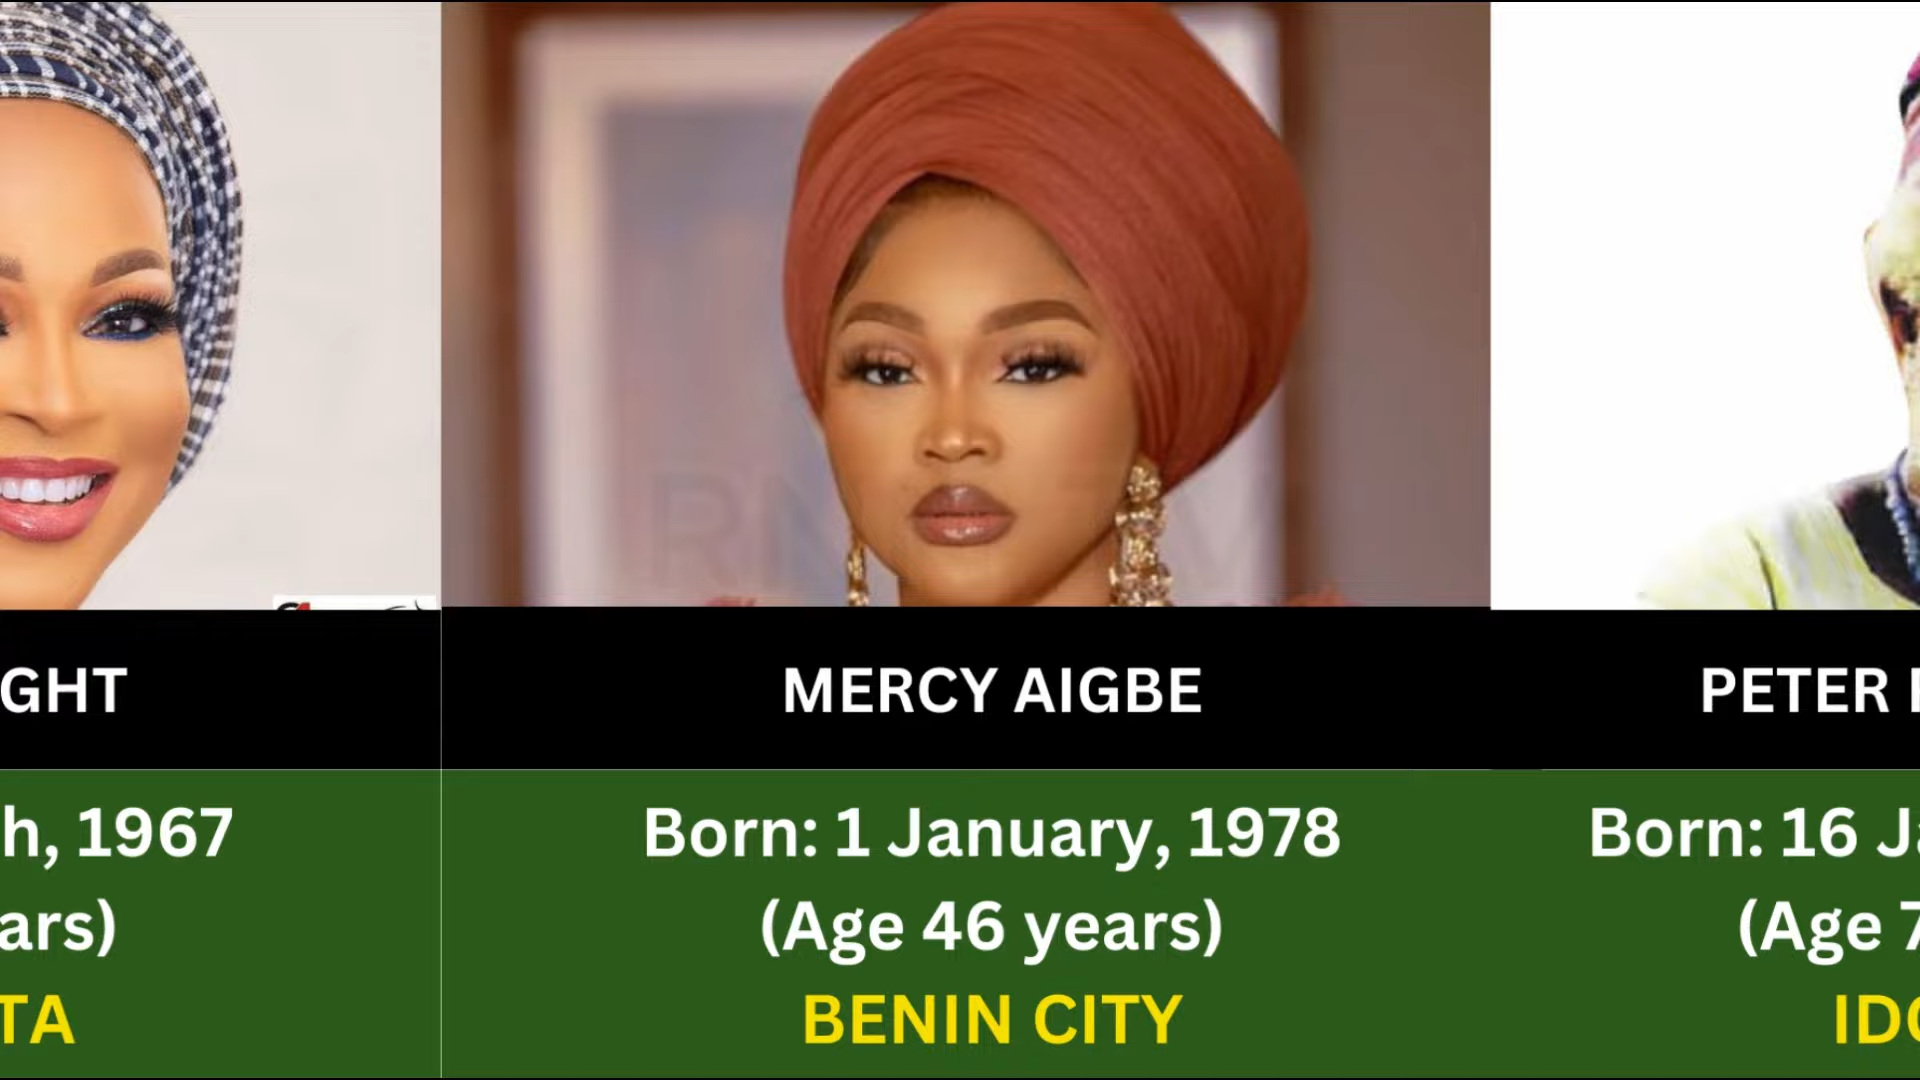 GHT
h, 1967
ars)
TA
MERCY AIGBE
Born: 1 January, 1978
(Age 46 years)
BENIN CITY
PETER
Born: 16 Ja
(Age 7
IDO